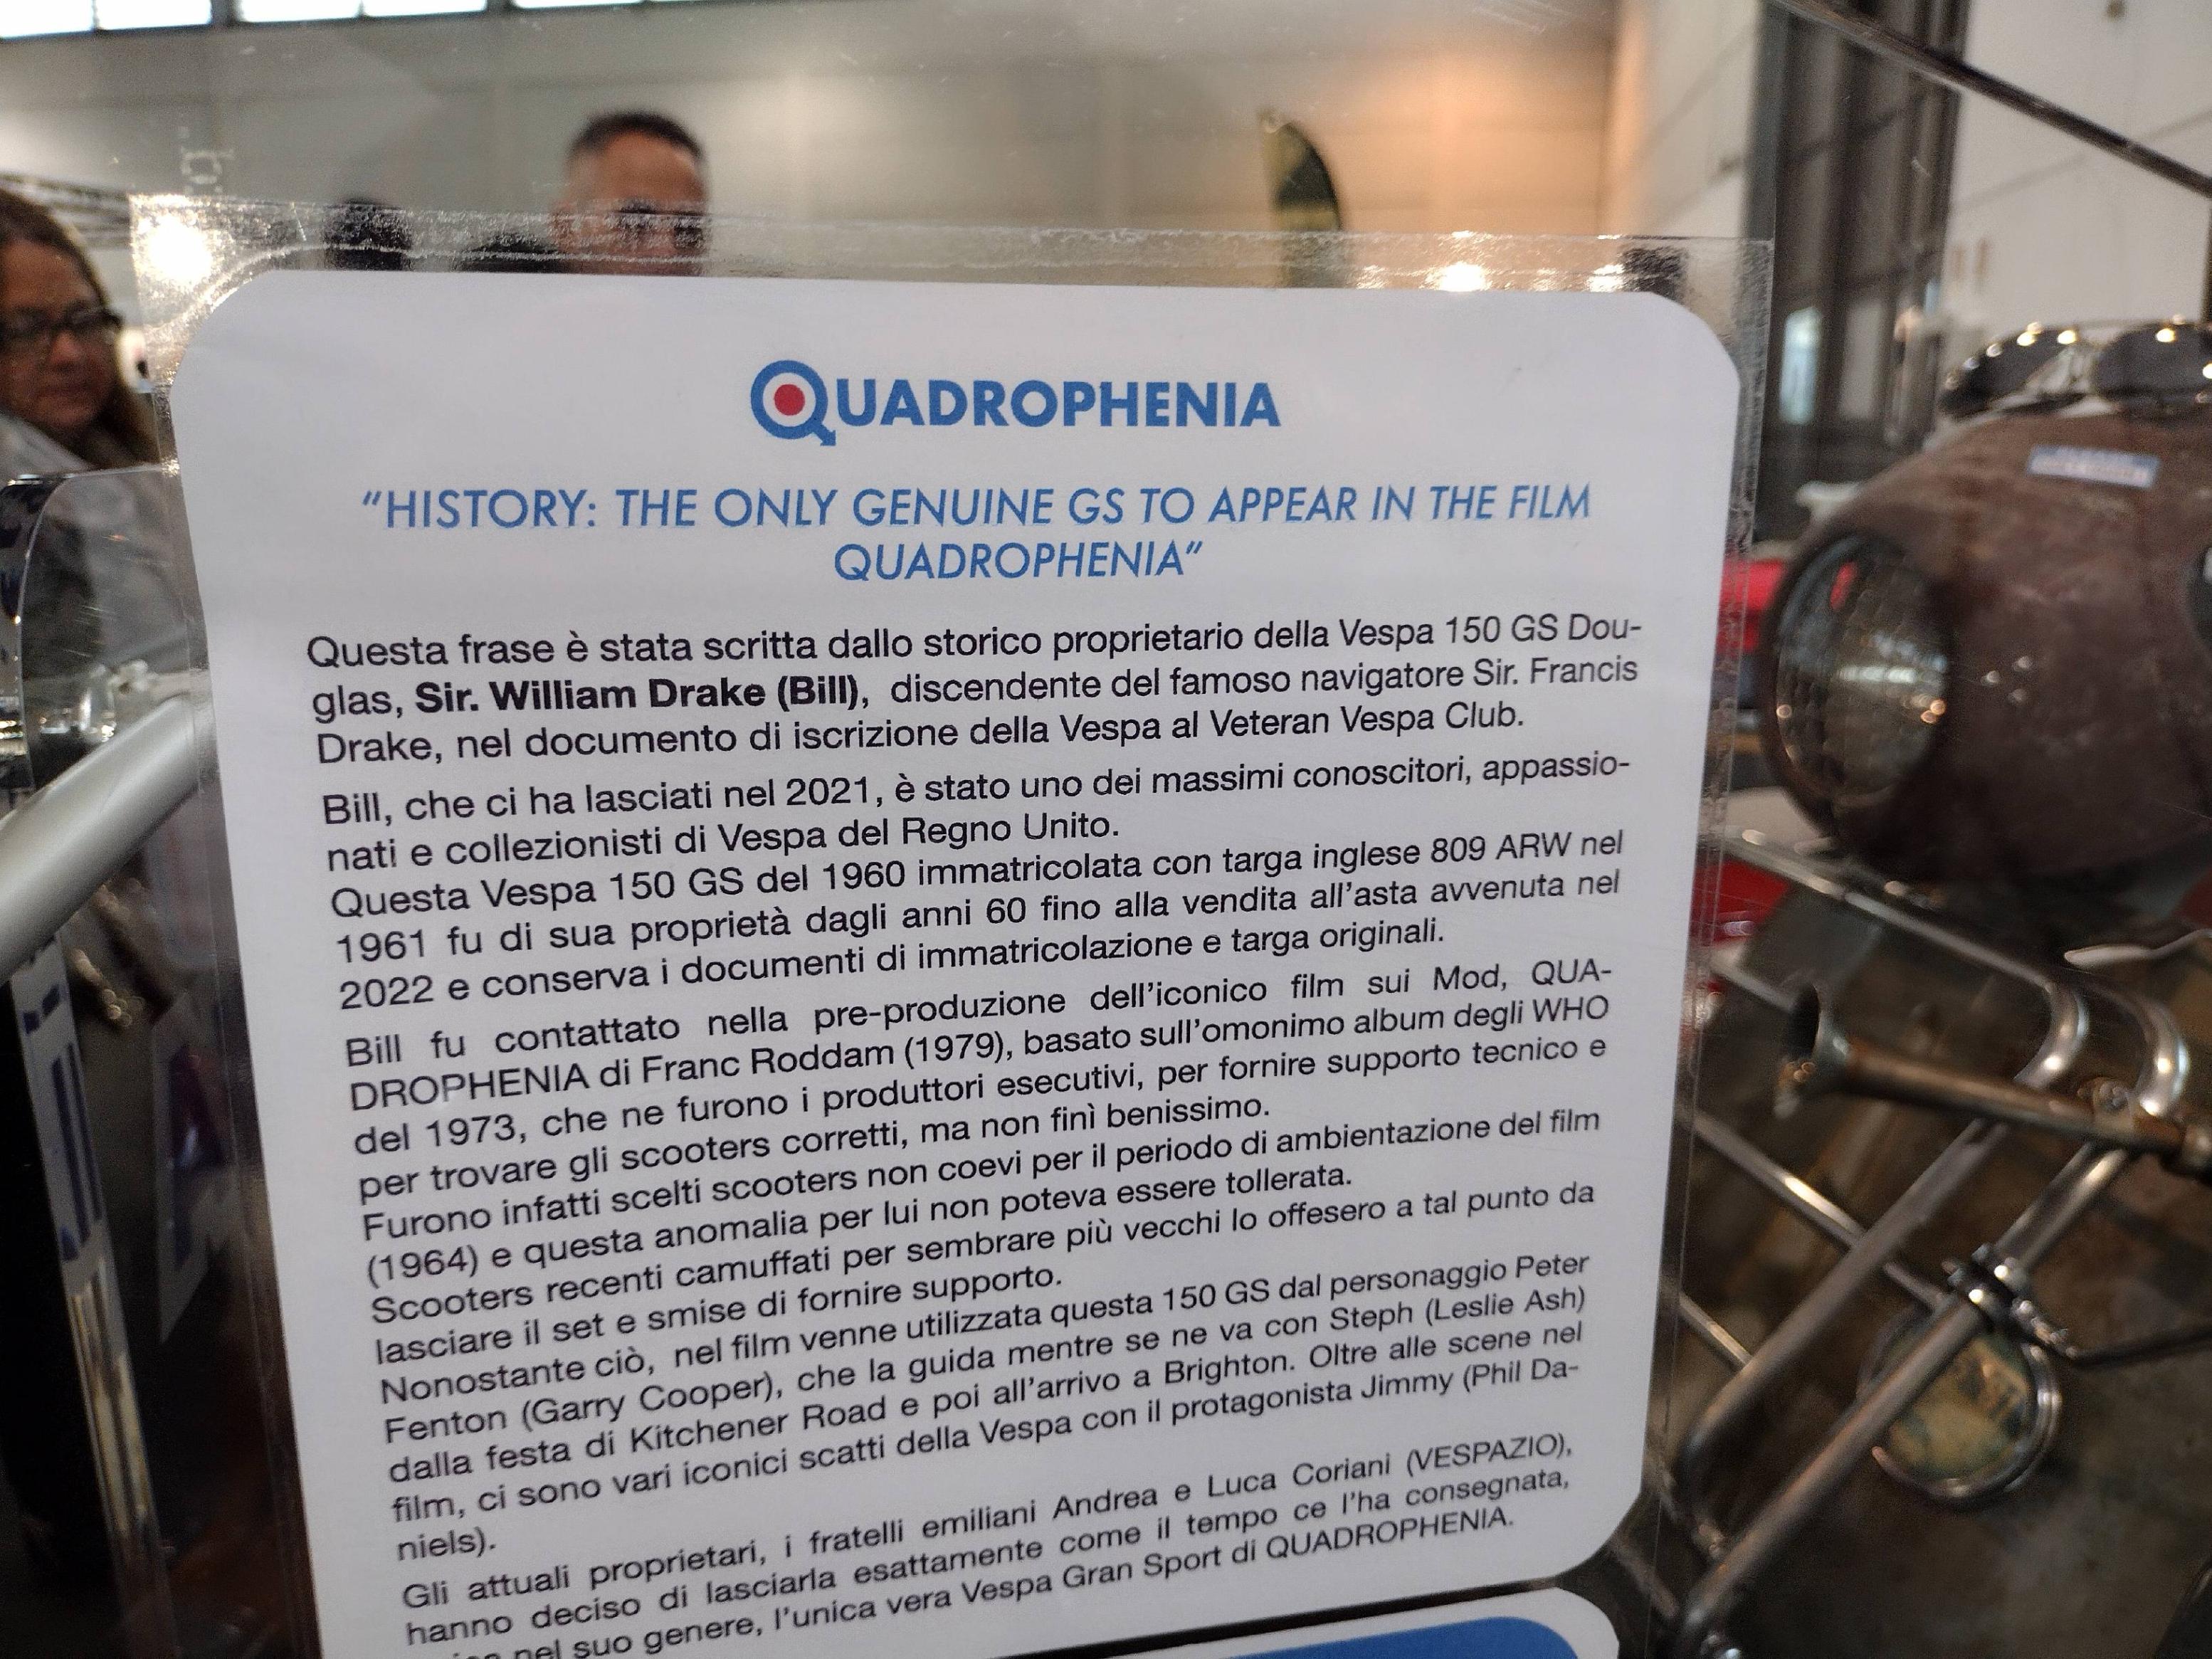 QUADROPHENIA
“HISTORY: THE ONLY GENUINE GS TO APPEAR IN THE FILM
QUADROPHENIA”
Questa frase è stata scritta dallo storico proprietario della Vespa 150 GS Dou-
glas, Sir. William Drake (Bill), discendente del famoso navigatore Sir. Francis
Drake, nel documento di iscrizione della Vespa al Veteran Vespa Club.
Bill, che ci ha lasciati nel 2021, è stato uno dei massimi conoscitori, appassio-
nati e collezionisti di Vespa del Regno Unito.
Questa Vespa 150 GS del 1960 immatricolata con targa inglese 809 ARW nel
1961 fu di sua proprietà dagli anni 60 fino alla vendita all’asta avvenuta nel
2022 e conserva i documenti di immatricolazione e targa originali.
Bill fu contattato nella pre-produzione dell’iconico film sui Mod, QUA-
DROPHENIA di Franc Roddam (1979), basato sull’omonimo album degli WHO
del 1973, che ne furono i produttori esecutivi, per fornire supporto tecnico e
per trovare gli scooters corretti, ma non finì benissimo.
Furono infatti scelti scooters non coevi per il periodo di ambientazione del film
(1964) e questa anomalia per lui non poteva essere tollerata.
Scooters recenti camuffati per sembrare più vecchi lo offesero a tal punto da
lasciare il set e smise di fornire supporto.
Nonostante ciò, nel film venne utilizzata questa 150 GS dal personaggio Peter
Fenton (Garry Cooper), che la guida mentre se ne va con Steph (Leslie Ash)
dalla festa di Kitchener Road e poi all’arrivo a Brighton. Oltre alle scene nel
film, ci sono vari iconici scatti della Vespa con il protagonista Jimmy (Phil Da-
niels).
Gli attuali proprietari, i fratelli emiliani Andrea e Luca Coriani (VESPAZIO),
hanno deciso di lasciarla esattamente come il tempo ce l’ha consegnata,
nel suo genere, l’unica vera Vespa Gran Sport di QUADROPHENIA.